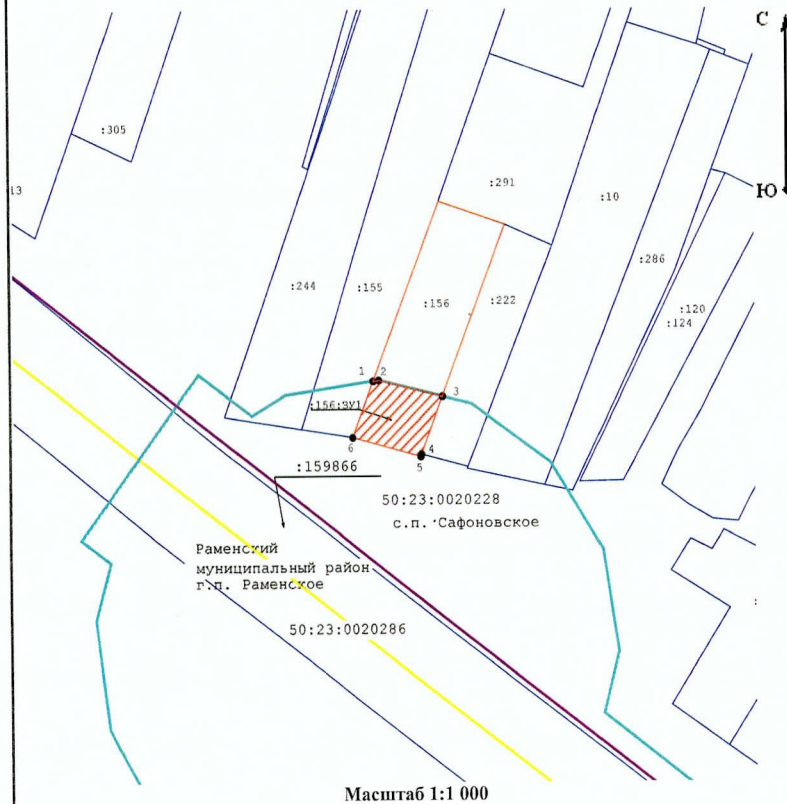 С
:305
:291
13
:10
Ю
:286
:244
:155
:156
:222
:120
:124
1
2
3
:156:ЗУ1
6
4
5
:159866
50:23:0020228
с.п. Сафоновское
Раменский
муниципальный район
г.п. Раменское
50:23:0020286
:
Масштаб 1:1 000